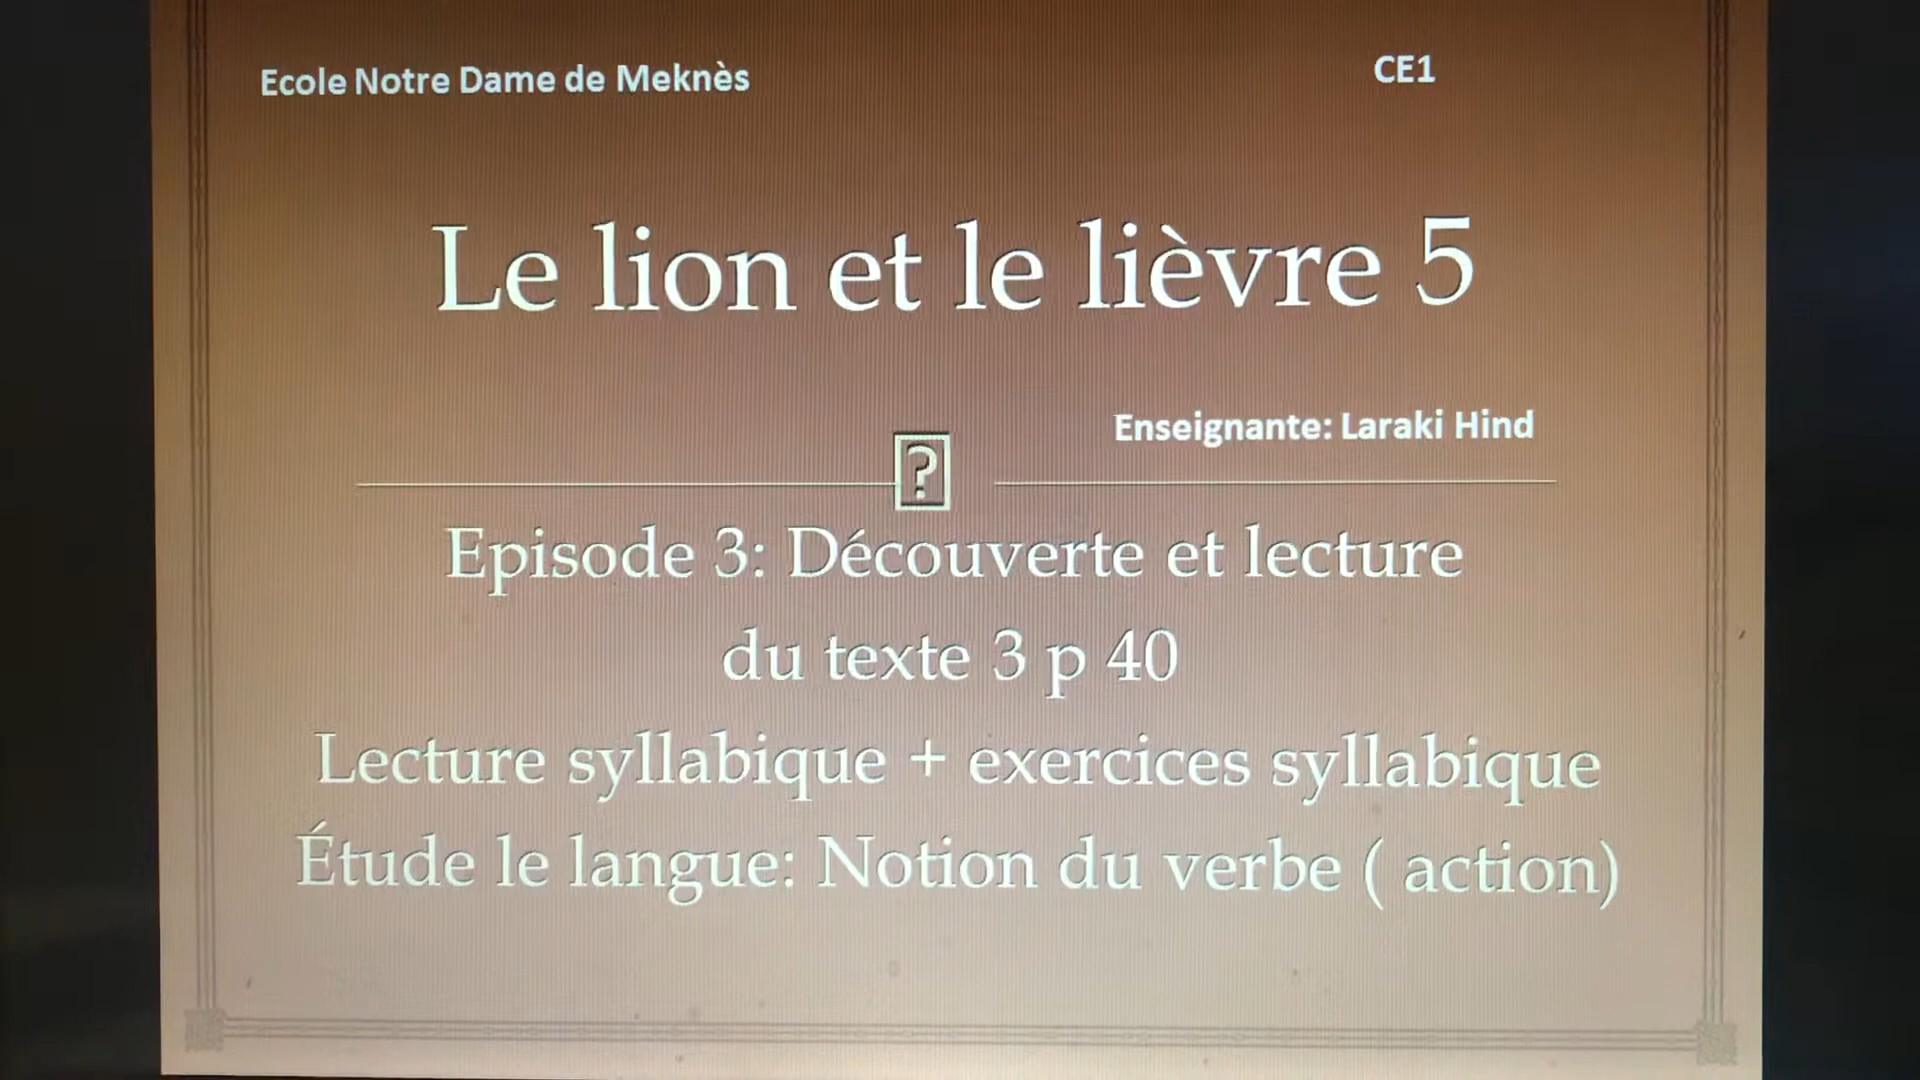 Ecole Notre Dame de Meknès
CE1
Le lion et le lièvre 5
Enseignante: Laraki Hind
Episode 3: Découverte et lecture
du texte 3 p 40
Lecture syllabique + exercices syllabique
Étude le langue: Notion du verbe ( action)